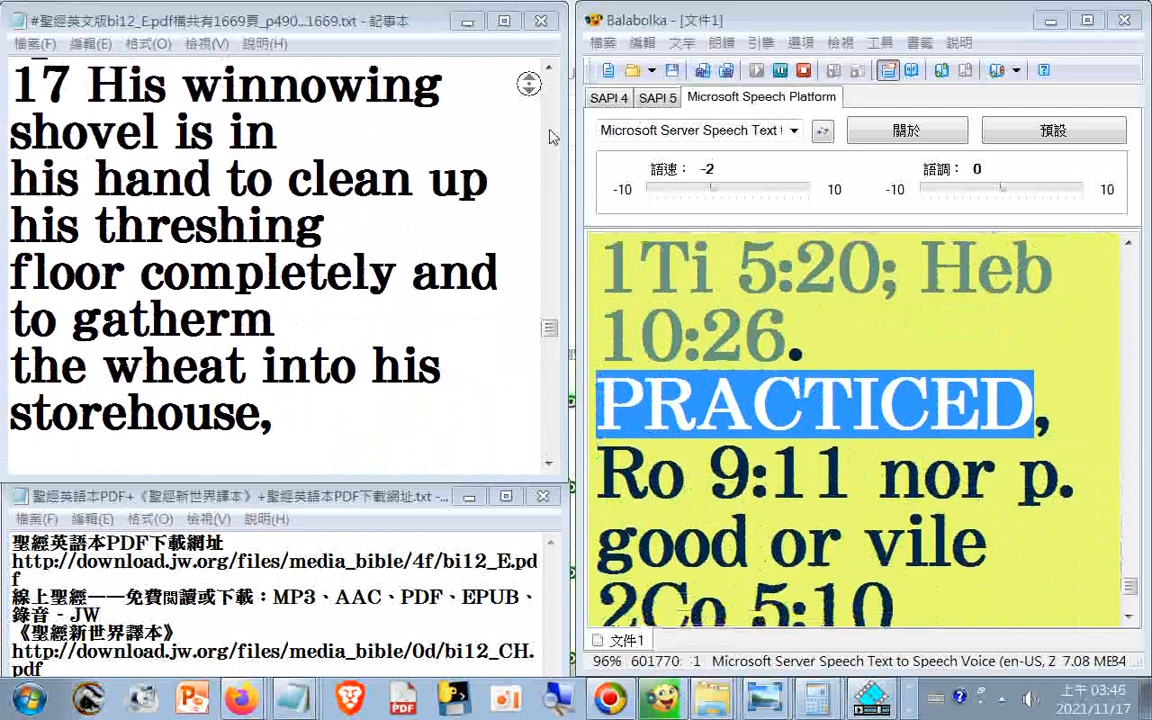 #聖經英文版bi12_E.pdf檔共有1669頁_p490...1669.txt - 記事本
檔案(F) 編輯(E) 格式(O) 檢視(V) 說明(H)
17 His winnowing
shovel is in
his hand to clean up
his threshing
floor completely and
to gatherm
the wheat into his
storehouse,
聖經英語本PDF+《聖經新世界譯本》+聖經英語本PDF下載網址.txt - ...
檔案(F) 編輯(E) 格式(O) 檢視(V) 說明(H)
聖經英語本PDF下載網址
http://download.jw.org/files/media_bible/4f/bi12_E.pd
f
線上聖經——免費閱讀或下載：MP3、AAC、PDF、EPUB、
錄音 - JW
《聖經新世界譯本》
http://download.jw.org/files/media_bible/0d/bi12_CH.
pdf
Balabolka - [文件1]
檔案 編輯 文字 朗讀 引擎 選項 檢視 工具 書籤 說明
SAPI 4 SAPI 5 Microsoft Speech Platform
Microsoft Server Speech Text 關於 預設
語速： -2 語調： 0
-10 10 -10 10
1Ti 5:20; Heb
10:26.
PRACTICED,
Ro 9:11 nor p.
good or vile
2Co 5:10
文件1
96% 601770 : 1 Microsoft Server Speech Text to Speech Voice (en-US, Z 7.08 MB
PDF
上午 03:46
2021/11/17